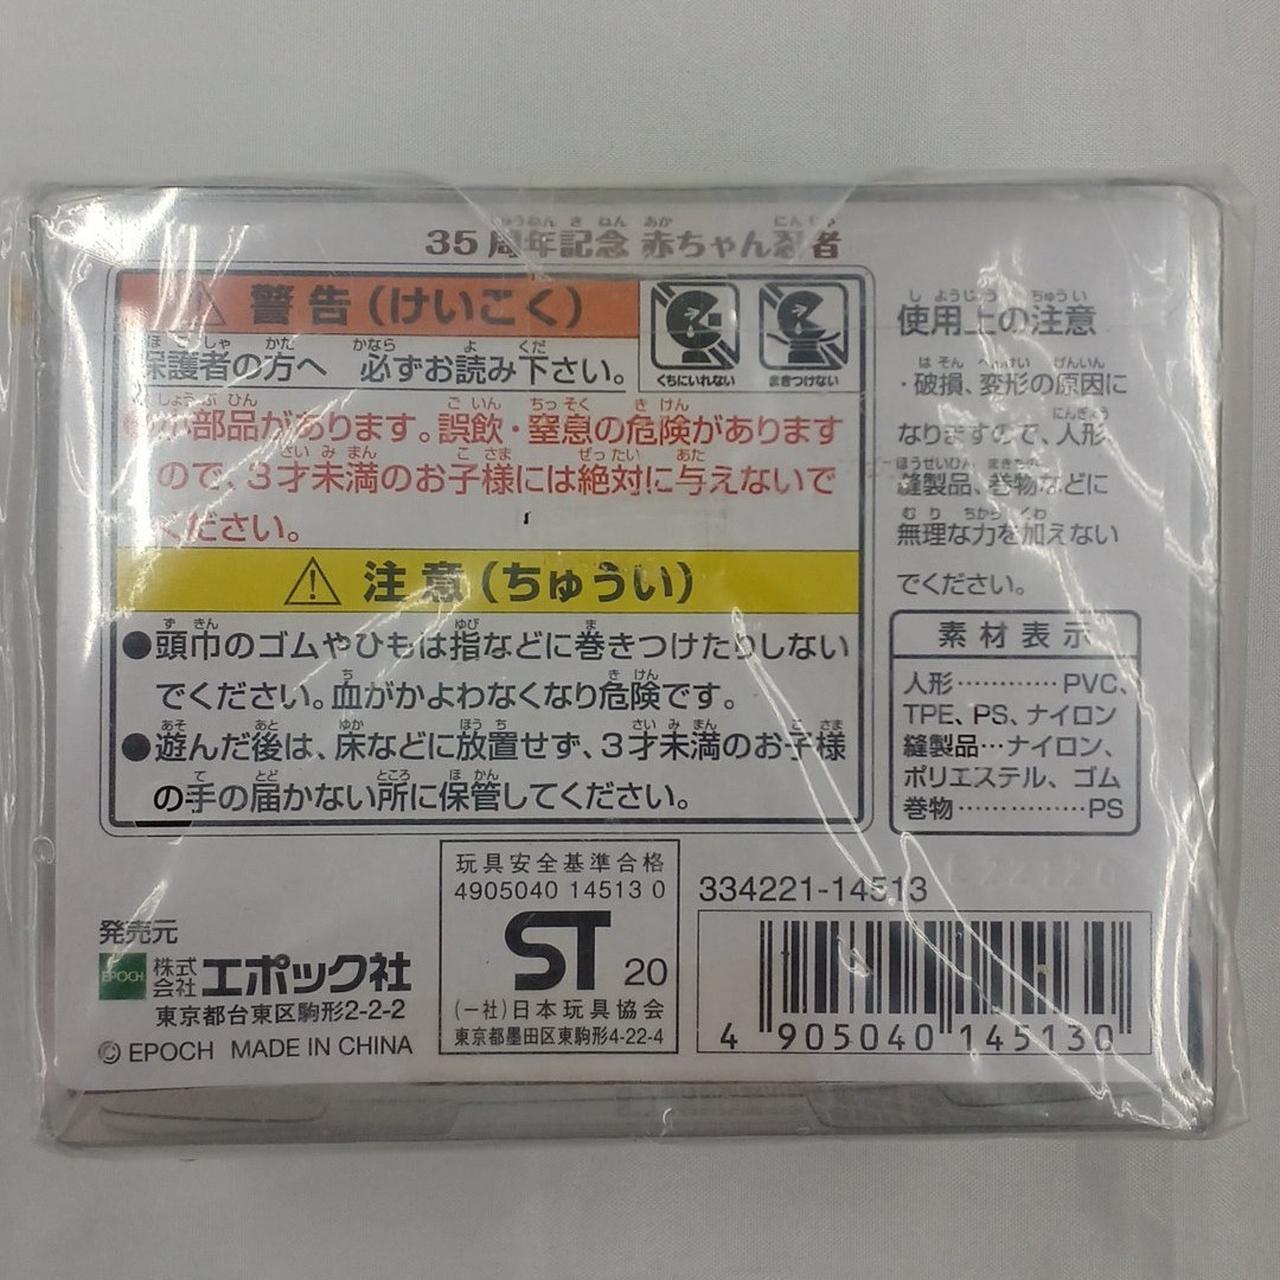 35周年記念 赤ちゃん忍者
警告(けいこく)
保護者の方へ 必ずお読み下さい。
くちにいれない
まきつけない
●小部品があります。誤飲・窒息の危険があります
ので、3才未満のお子様には絶対に与えないで
ください。
注意(ちゅうい)
●頭巾のゴムやひもは指などに巻きつけたりしない
でください。血がかよわなくなり危険です。
●遊んだ後は、床などに放置せず、3才未満のお子様
の手の届かない所に保管してください。
使用上の注意
・破損、変形の原因に
なりますので、人形、
縫製品、巻物などに
無理な力を加えない
でください。
素材表示
人形…………PVC、
TPE、PS、ナイロン
縫製品…ナイロン、
ポリエステル、ゴム
巻物……………PS
発売元
EPOCH 株式会社 エポック社
東京都台東区駒形2-2-2
© EPOCH MADE IN CHINA
玩具安全基準合格
4905040 14513 0
ST 20
(一社)日本玩具協会
東京都墨田区東駒形4-22-4
334221-14513
4 905040 145130